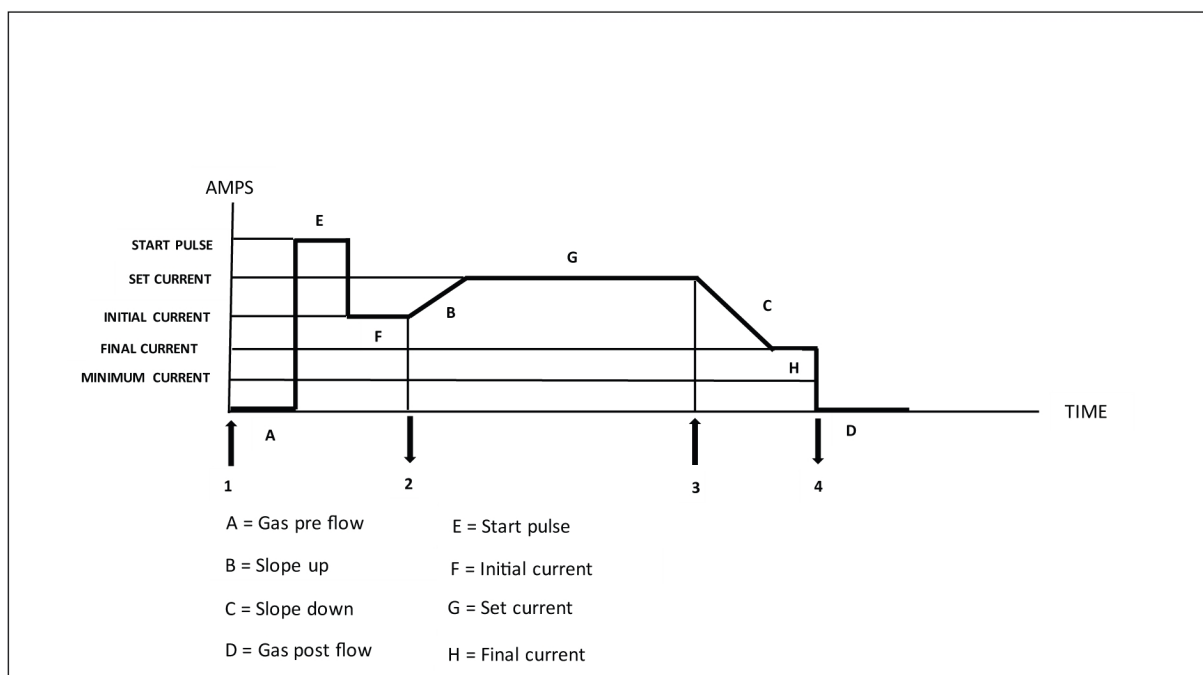 AMPS
E
START PULSE
G
SET CURRENT
C
B
INITIAL CURRENT
F
FINAL CURRENT
H
MINIMUM CURRENT
TIME
A
D
1
2
3
4
A = Gas pre flow
E = Start pulse
B = Slope up
F = Initial current
C = Slope down
G = Set current
D = Gas post flow
H = Final current